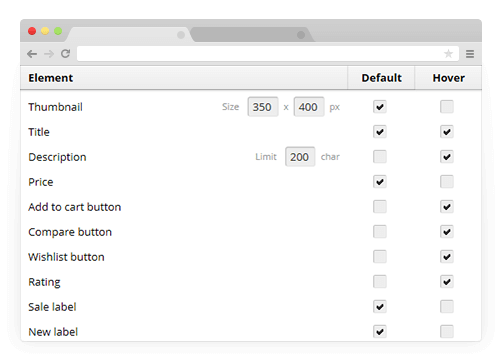 Element Default Hover
Thumbnail Size 350 x 400 px
Title
Description Limit 200 char
Price
Add to cart button
Compare button
Wishlist button
Rating
Sale label
New label